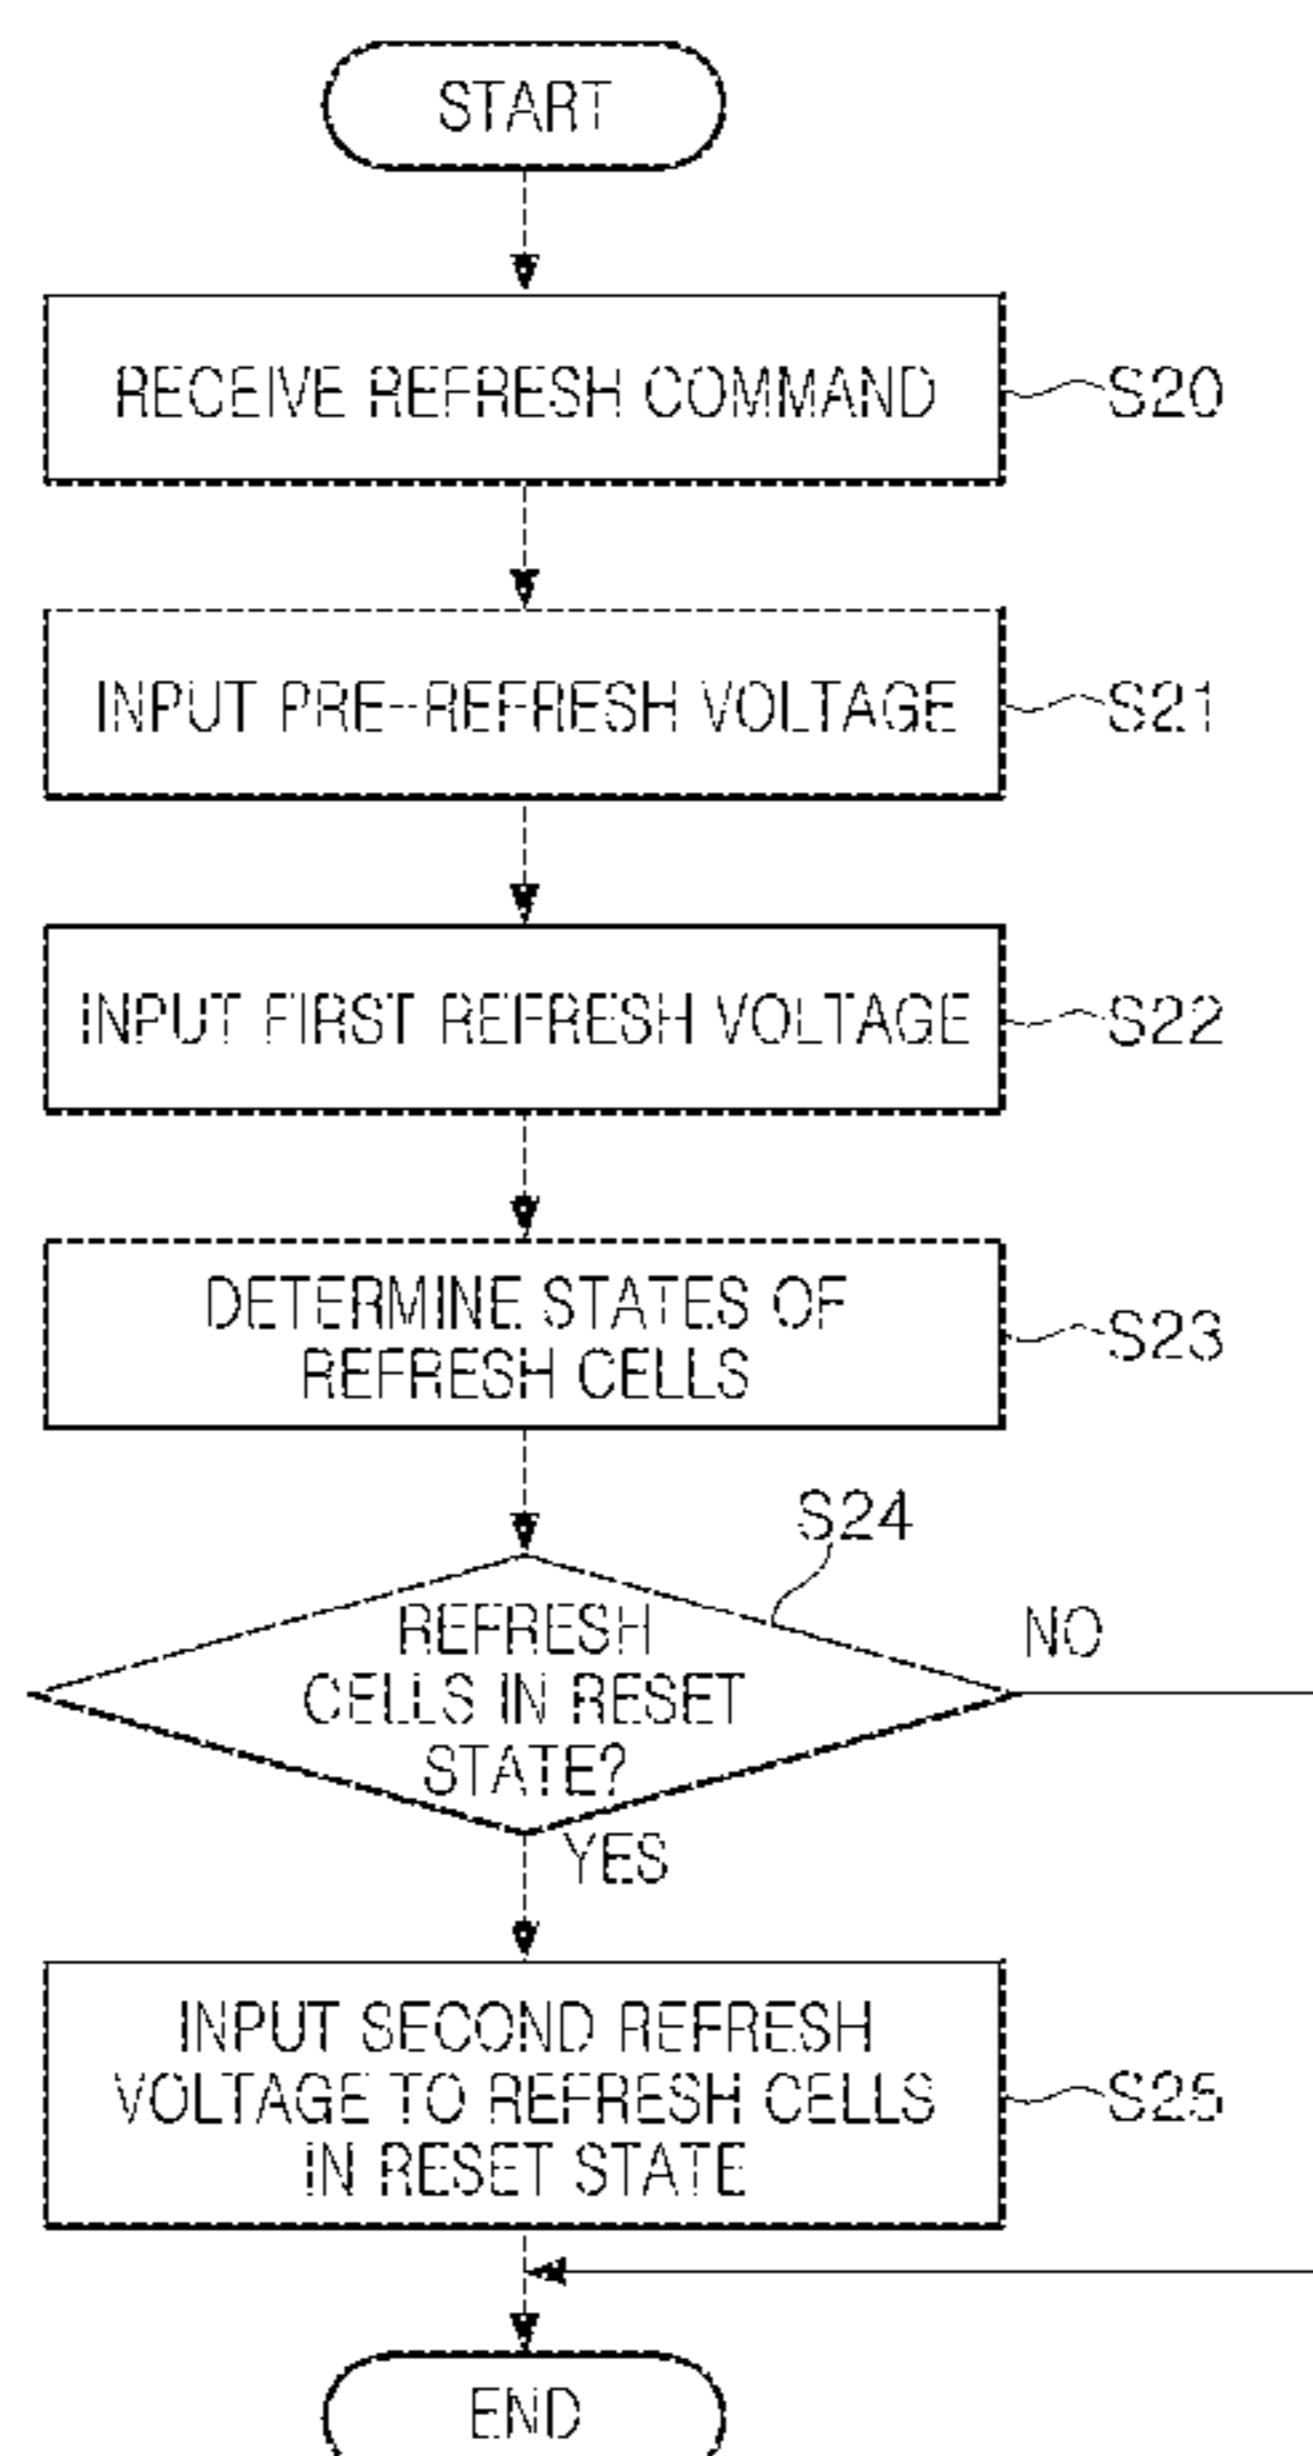 START
RECEIVE REFRESH COMMAND
S20
INPUT PRE-REFRESH VOLTAGE
S21
INPUT FIRST REFRESH VOLTAGE
S22
DETERMINE STATES OF
REFRESH CELLS
S23
S24
REFRESH
CELLS IN RESET
STATE?
NO
YES
INPUT SECOND REFRESH
VOLTAGE TO REFRESH CELLS
IN RESET STATE
S25
END